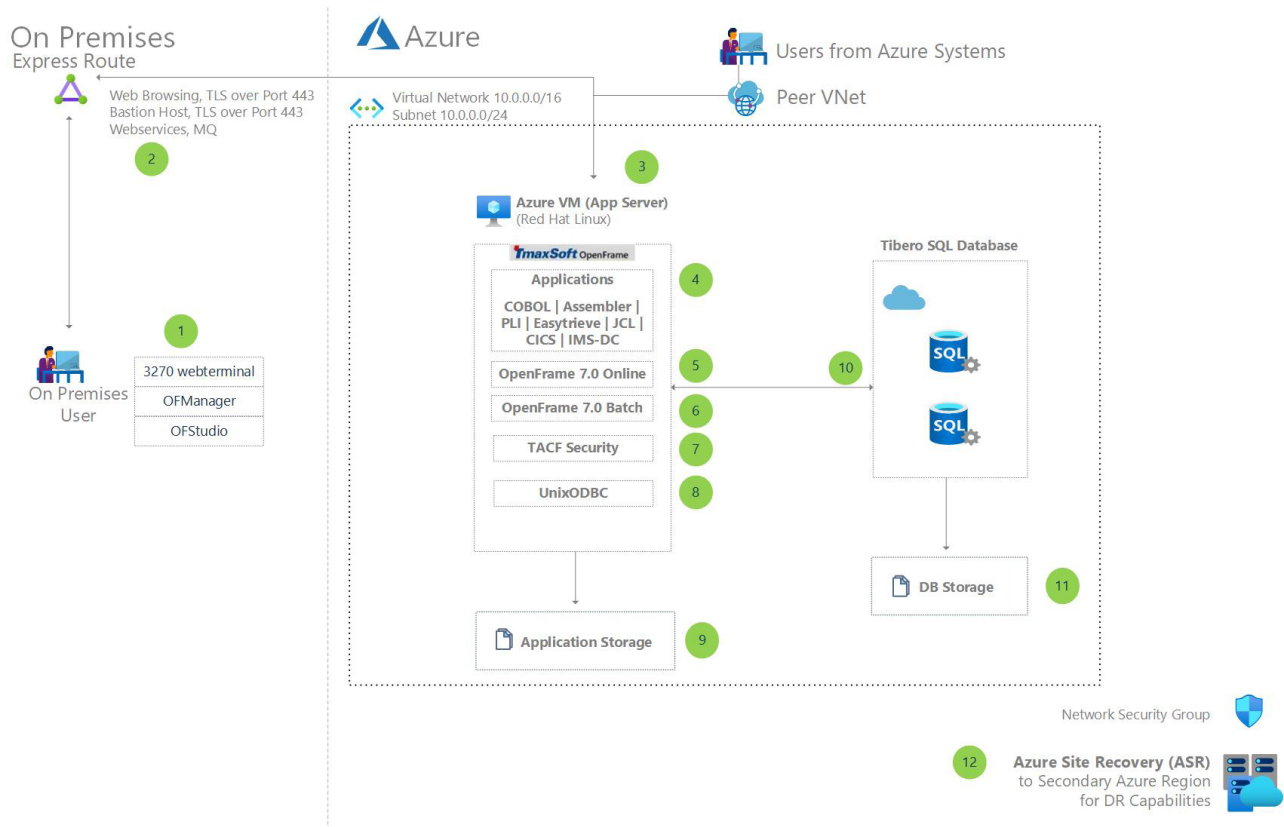 On Premises
Express Route
Web Browsing, TLS over Port 443
Bastion Host, TLS over Port 443
Webservices, MQ
2
1
3270 webterminal
OFManager
OFStudio
On Premises
User
Azure
Users from Azure Systems
Peer VNet
Virtual Network 10.0.0.0/16
Subnet 10.0.0.0/24
3
Azure VM (App Server)
(Red Hat Linux)
TmaxSoft OpenFrame
Applications
COBOL | Assembler |
PLI | Easytrieve | JCL |
CICS | IMS-DC
4
OpenFrame 7.0 Online
5
OpenFrame 7.0 Batch
6
TACF Security
7
UnixODBC
8
Application Storage
9
10
Tibero SQL Database
SQL
SQL
DB Storage
11
Network Security Group
12
Azure Site Recovery (ASR)
to Secondary Azure Region
for DR Capabilities